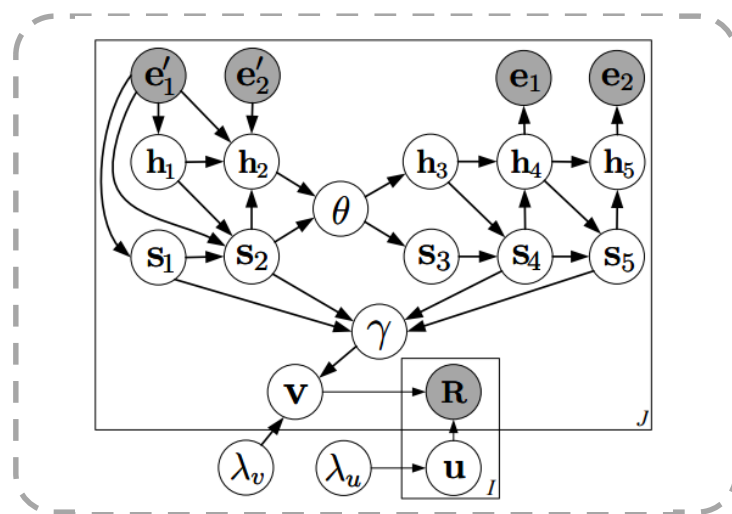 e′₁ e′₂ e₁ e₂
h₁ h₂ h₃ h₄ h₅
θ
s₁ s₂ s₃ s₄ s₅
γ
v R
J
λᵥ λᵤ u
I